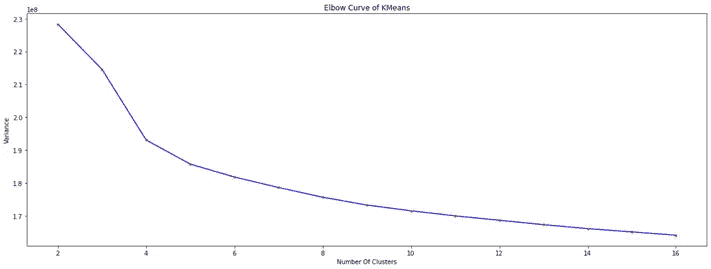 Elbow Curve of KMeans
1e8
2.3
2.2
2.1
2.0
1.9
1.8
1.7
Variance
2 4 6 8 10 12 14 16
Number Of Clusters